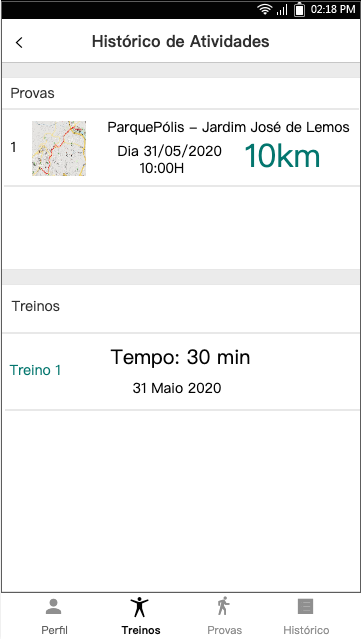 02:18 PM
Histórico de Atividades
Provas
1
ParquePólis – Jardim José de Lemos
Dia 31/05/2020
10:00H
10km
Treinos
Treino 1
Tempo: 30 min
31 Maio 2020
Perfil
Treinos
Provas
Histórico